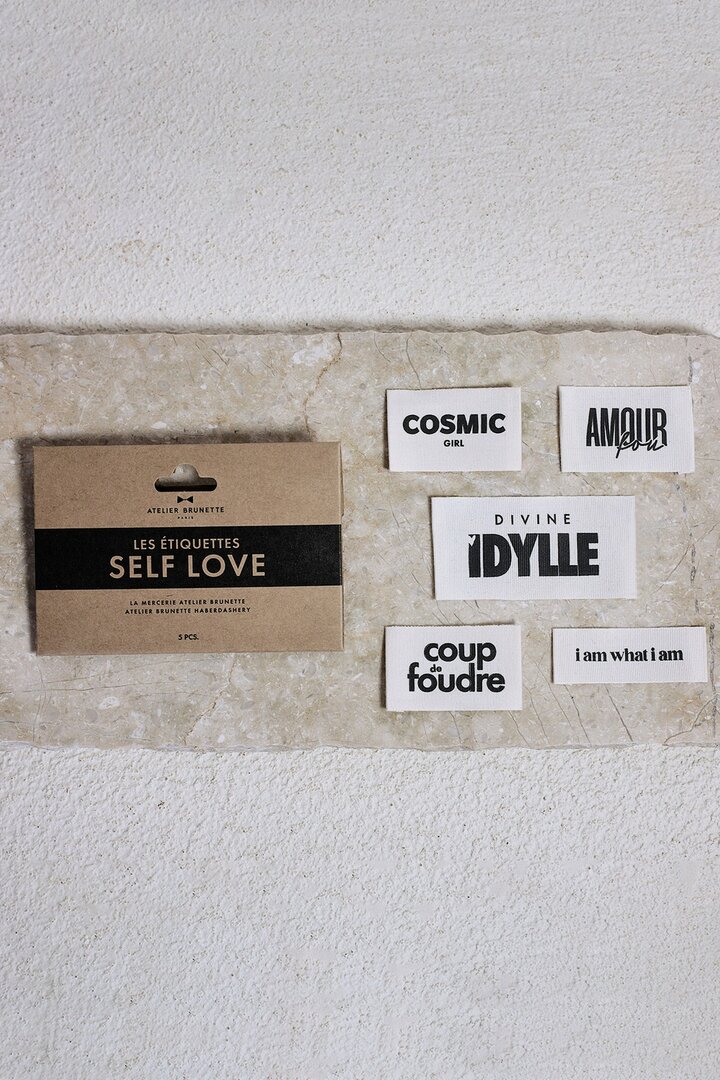 ATELIER BRUNETTE
PARIS
LES ÉTIQUETTES
SELF LOVE
LA MERCERIE ATELIER BRUNETTE
ATELIER BRUNETTE HABERDASHERY
5 PCS.
COSMIC
GIRL
AMOUR
fou
DIVINE
IDYLLE
coup
de
foudre
i am what i am